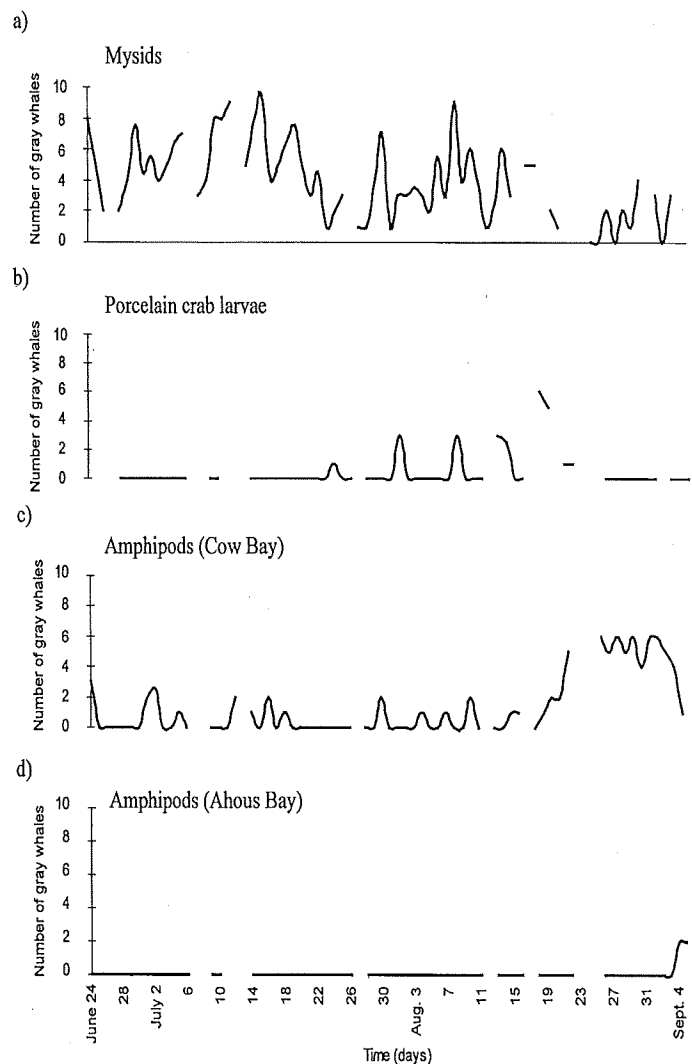 a)
Mysids
Number of gray whales
10
8
6
4
2
0
b)
Porcelain crab larvae
Number of gray whales
10
8
6
4
2
0
c)
Amphipods (Cow Bay)
Number of gray whales
10
8
6
4
2
0
d)
Amphipods (Ahous Bay)
Number of gray whales
10
8
6
4
2
0
June 24 28 July 2 6 10 14 18 22 26 30 Aug. 3 7 11 15 19 23 27 31 Sept. 4
Time (days)